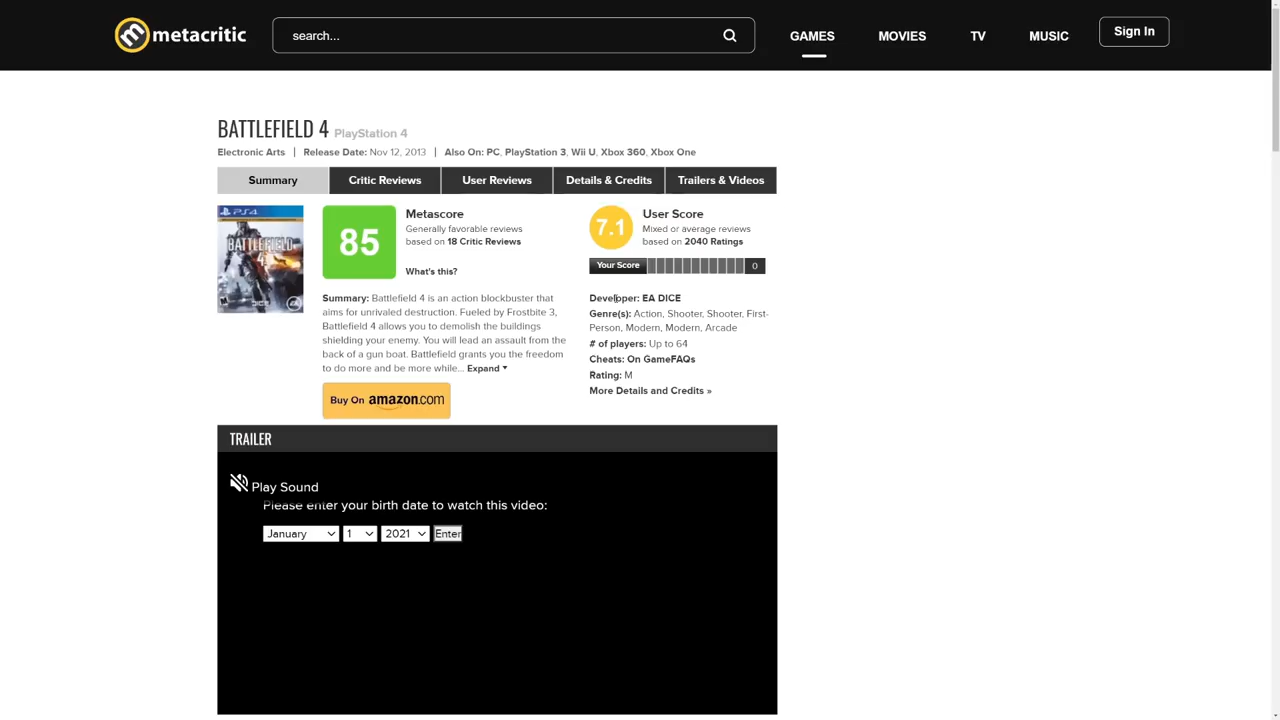 metacritic
search...
GAMES
MOVIES
TV
MUSIC
Sign In
BATTLEFIELD 4 PlayStation 4
Electronic Arts | Release Date: Nov 12, 2013 | Also On: PC, PlayStation 3, Wii U, Xbox 360, Xbox One
Summary
Critic Reviews
User Reviews
Details & Credits
Trailers & Videos
PS4
BATTLEFIELD
4
DICE
EA
85
Metascore
Generally favorable reviews
based on 18 Critic Reviews
What's this?
Summary: Battlefield 4 is an action blockbuster that
aims for unrivaled destruction. Fueled by Frostbite 3,
Battlefield 4 allows you to demolish the buildings
shielding your enemy. You will lead an assault from the
back of a gun boat. Battlefield grants you the freedom
to do more and be more while... Expand
Buy On amazon.com
7.1
User Score
Mixed or average reviews
based on 2040 Ratings
Your Score
0
Developer: EA DICE
Genre(s): Action, Shooter, Shooter, First-
Person, Modern, Modern, Arcade
# of players: Up to 64
Cheats: On GameFAQs
Rating: M
More Details and Credits »
TRAILER
Play Sound
Please enter your birth date to watch this video:
January 1 2021 Enter